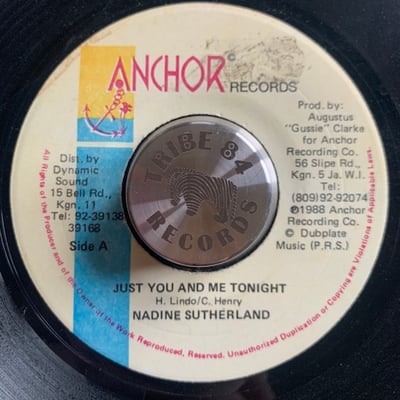 ANCHOR©
RECORDS
Prod. by:
Augustus
"Gussie" Clarke
for Anchor
Recording Co.
56 Slipe Rd.,
Kgn. 5 Ja. W.I.
Tel:
(809)92-92074
℗1988 Anchor
Recording Co.
© Dubplate
Music (P.R.S.)
Dist. by
Dynamic
Sound
15 Bell Rd.,
Kgn. 11
Tel: 92-39138
39168
Side A
TRIBE 84
RECORDS
JUST YOU AND ME TONIGHT
H. Lindo/C. Henry
NADINE SUTHERLAND
All Rights of the Producer and of the Owner of the Work Reproduced, Reserved. Unauthorized Duplication or Copying are Violations of Applicable Laws.